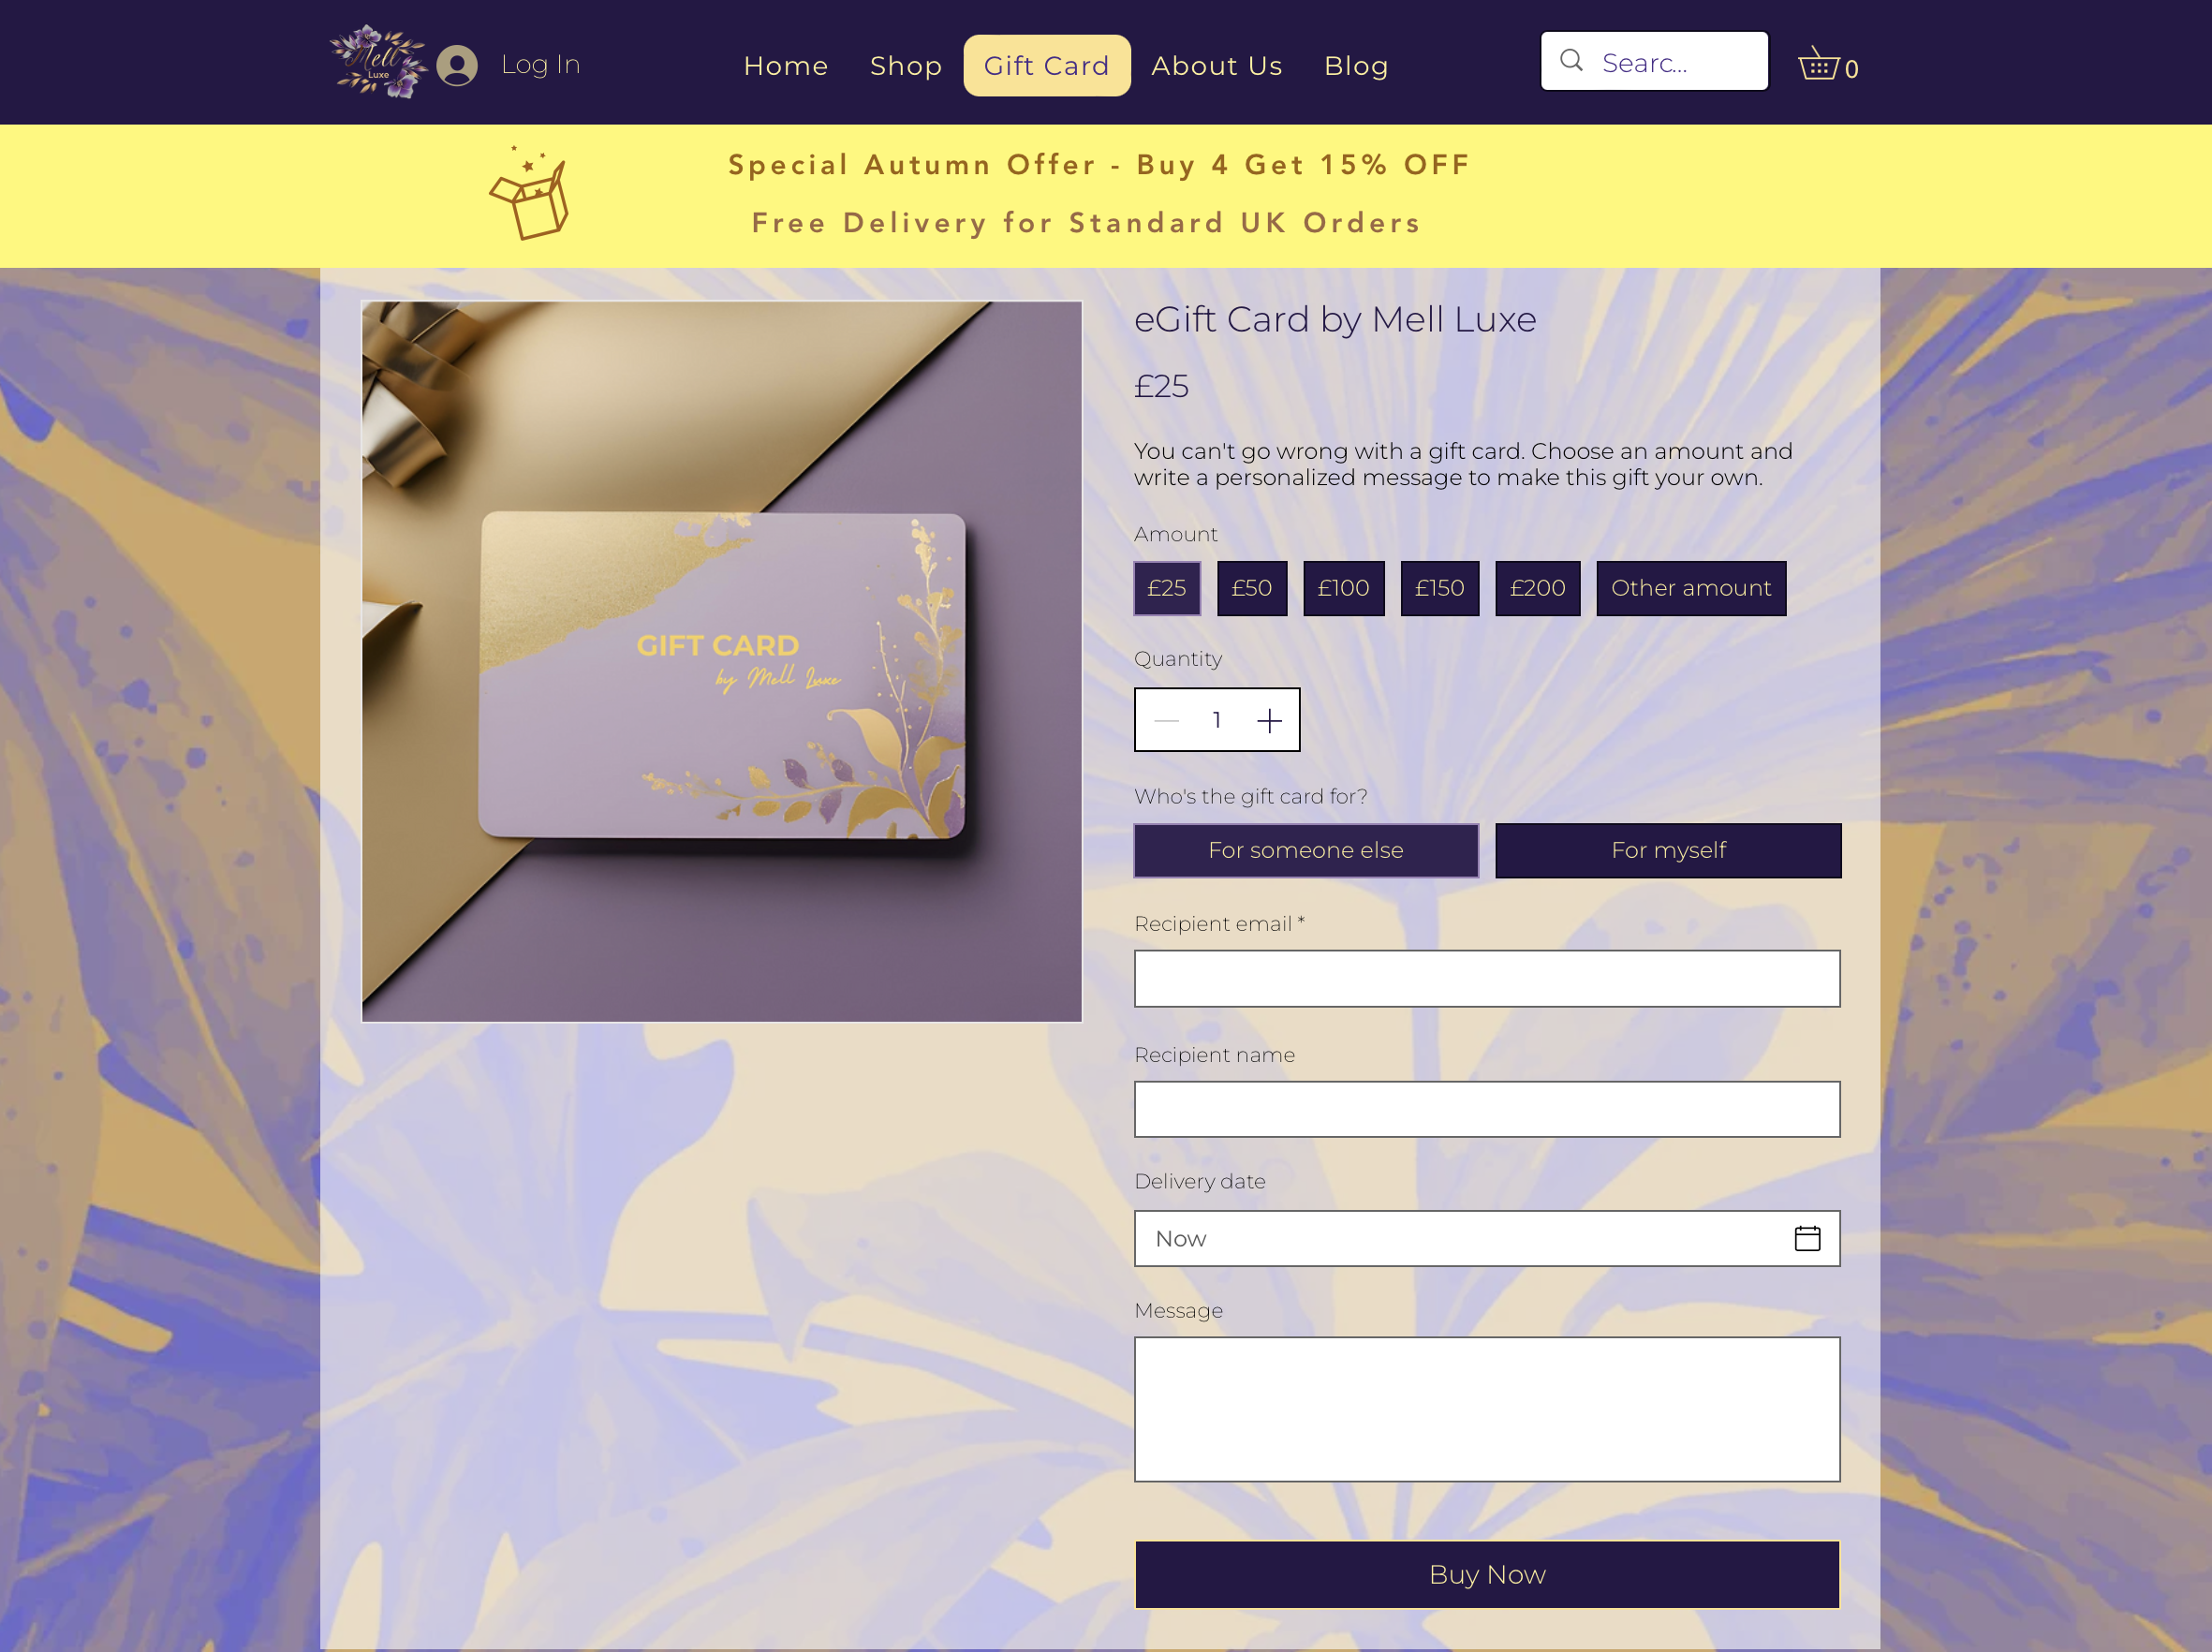 Mell
Luxe
Log In
Home
Shop
Gift Card
About Us
Blog
Searc...
0
Special Autumn Offer - Buy 4 Get 15% OFF
Free Delivery for Standard UK Orders
GIFT CARD
by Mell Luxe
eGift Card by Mell Luxe
£25
You can't go wrong with a gift card. Choose an amount and
write a personalized message to make this gift your own.
Amount
£25
£50
£100
£150
£200
Other amount
Quantity
1
Who's the gift card for?
For someone else
For myself
Recipient email *
Recipient name
Delivery date
Now
Message
Buy Now